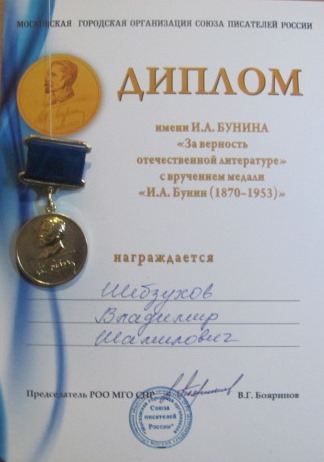 МОСКОВСКАЯ ГОРОДСКАЯ ОРГАНИЗАЦИЯ СОЮЗА ПИСАТЕЛЕЙ РОССИИ
ДИПЛОМ
имени И.А. БУНИНА
«За верность
отечественной литературе»
с вручением медали
«И.А. Бунин (1870-1953)»
награждается
Шебзухов
Владимир
Шамилович
Председатель РОО МГО СПР
В.Г. Бояринов
Союза
писателей
России"